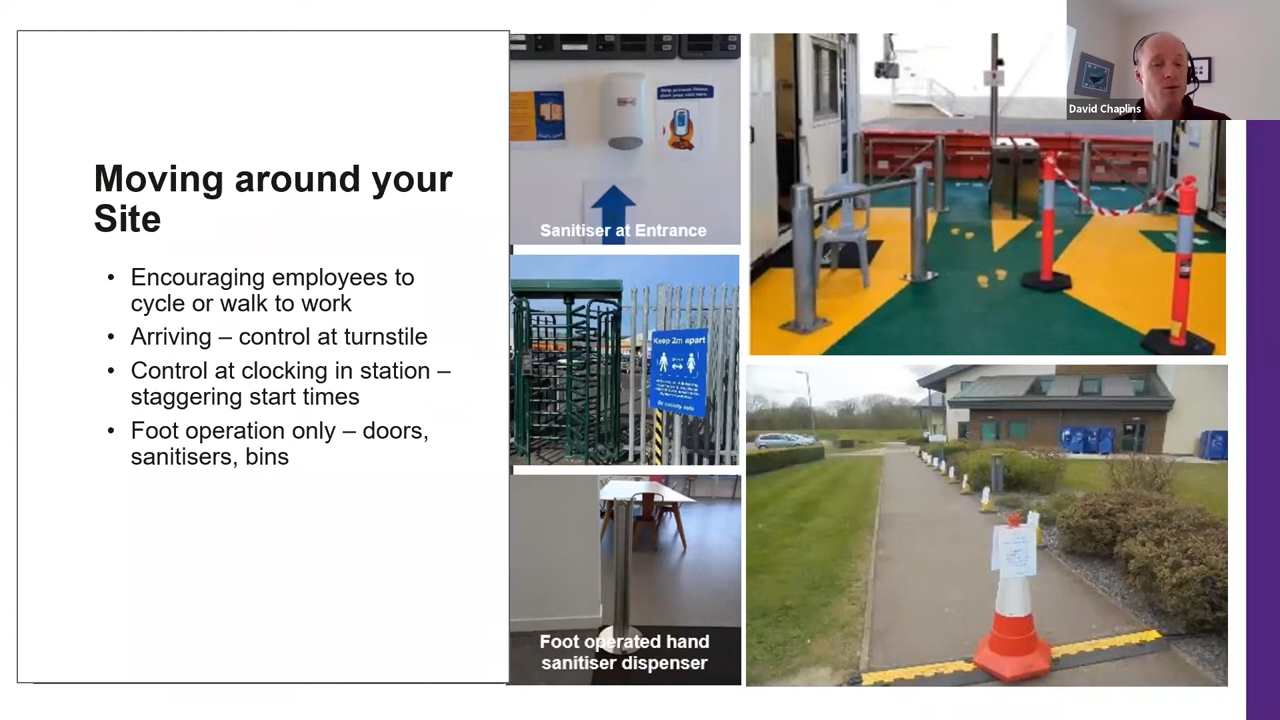 Moving around your
Site
• Encouraging employees to
cycle or walk to work
• Arriving – control at turnstile
• Control at clocking in station –
staggering start times
• Foot operation only – doors,
sanitisers, bins
Sanitiser at Entrance
Keep 2m apart
Foot operated hand
sanitiser dispenser
David Chaplins